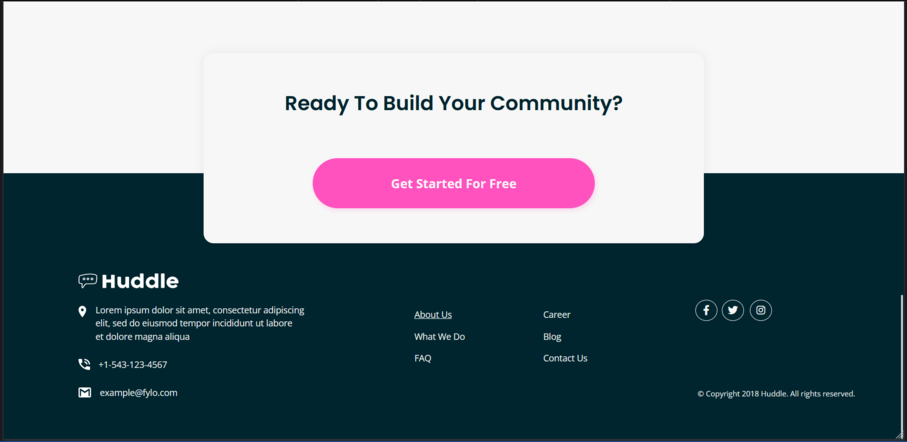 Ready To Build Your Community?
Get Started For Free
Huddle
Lorem ipsum dolor sit amet, consectetur adipiscing
elit, sed do eiusmod tempor incididunt ut labore
et dolore magna aliqua
+1-543-123-4567
example@fylo.com
About Us
What We Do
FAQ
Career
Blog
Contact Us
© Copyright 2018 Huddle. All rights reserved.